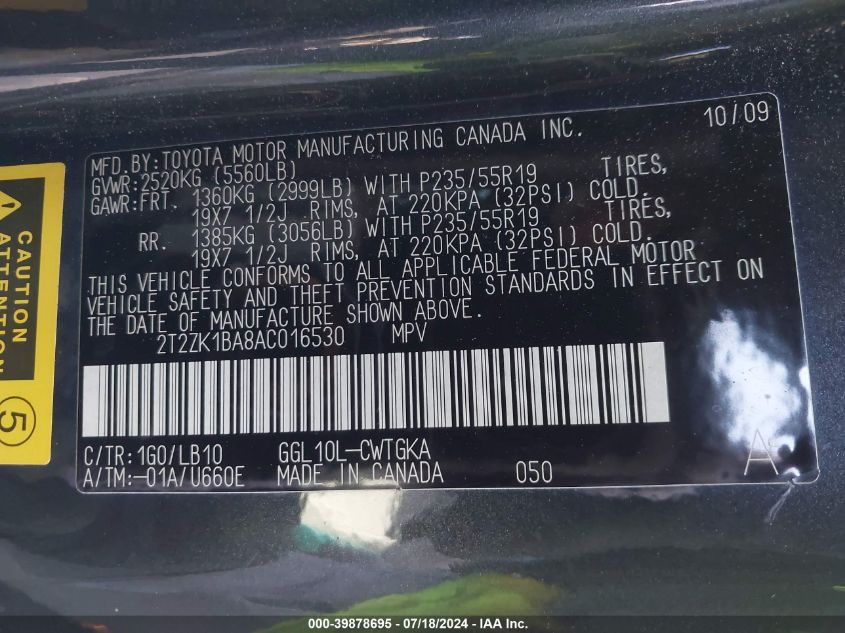 10/09
MFD.BY:TOYOTA MOTOR MANUFACTURING CANADA INC.
GVWR:2520KG (5560LB)
GAWR:FRT. 1360KG (2999LB) WITH P235/55R19 TIRES,
19X7 1/2J RIMS, AT 220KPA (32PSI) COLD.
RR. 1385KG (3056LB) WITH P235/55R19 TIRES,
19X7 1/2J RIMS, AT 220KPA (32PSI) COLD.
THIS VEHICLE CONFORMS TO ALL APPLICABLE FEDERAL MOTOR
VEHICLE SAFETY AND THEFT PREVENTION STANDARDS IN EFFECT ON
THE DATE OF MANUFACTURE SHOWN ABOVE.
2T2ZK1BA8AC016530 MPV
C/TR:1G0/LB10 GGL10L-CWTGKA
A/TM:-01A/U660E MADE IN CANADA 050
A
CAUTION
ATTENTION
5
000-39878695 - 07/18/2024 - IAA Inc.